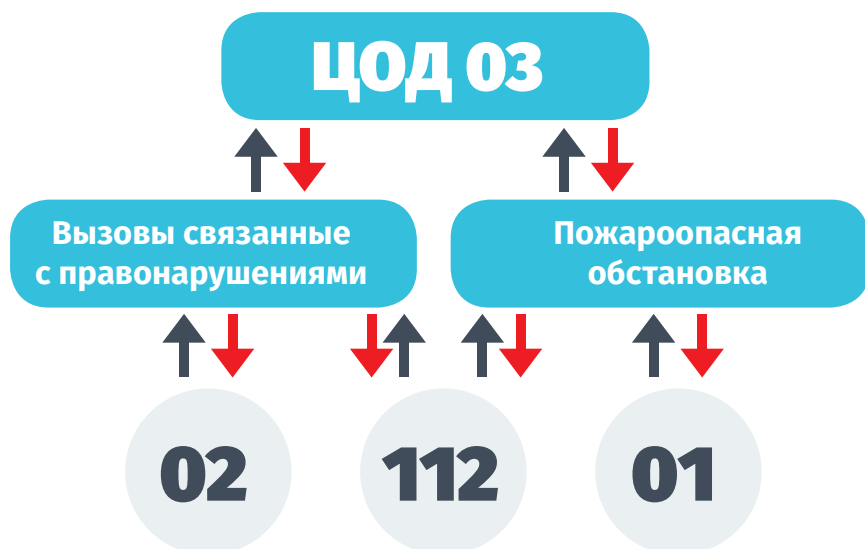 ЦОД 03
Вызовы связанные
с правонарушениями
Пожароопасная
обстановка
02
112
01